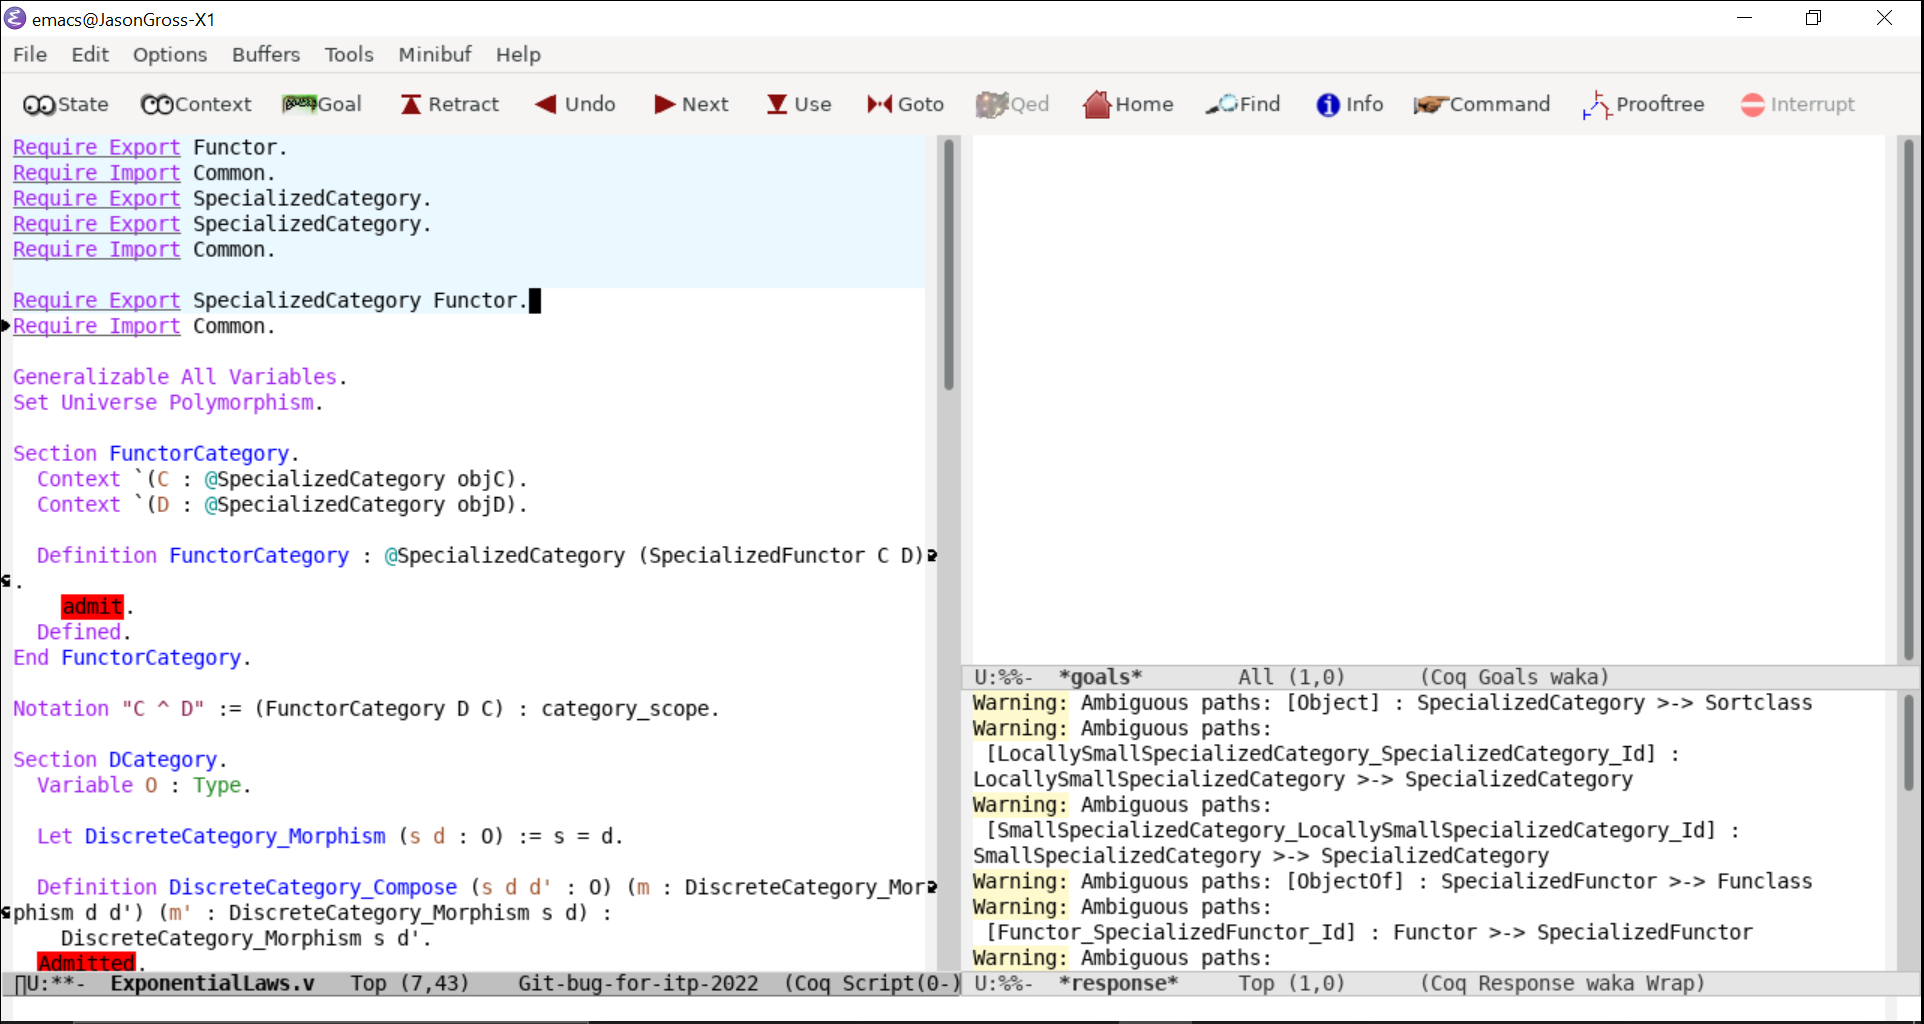 emacs@JasonGross-X1
File Edit Options Buffers Tools Minibuf Help
State Context Goal Retract Undo Next Use Goto Qed Home Find Info Command Prooftree Interrupt
Require Export Functor.
Require Import Common.
Require Export SpecializedCategory.
Require Export SpecializedCategory.
Require Import Common.
Require Export SpecializedCategory Functor.
Require Import Common.
Generalizable All Variables.
Set Universe Polymorphism.
Section FunctorCategory.
Context `(C : @SpecializedCategory objC).
Context `(D : @SpecializedCategory objD).
Definition FunctorCategory : @SpecializedCategory (SpecializedFunctor C D)
.
admit.
Defined.
End FunctorCategory.
Notation "C ^ D" := (FunctorCategory D C) : category_scope.
Section DCategory.
Variable O : Type.
Let DiscreteCategory_Morphism (s d : O) := s = d.
Definition DiscreteCategory_Compose (s d d' : O) (m : DiscreteCategory_Mor
phism d d') (m' : DiscreteCategory_Morphism s d) :
DiscreteCategory_Morphism s d'.
Admitted.
U:**- ExponentialLaws.v Top (7,43) Git-bug-for-itp-2022 (Coq Script(0-)
U:%%- *goals* All (1,0) (Coq Goals waka)
Warning: Ambiguous paths: [Object] : SpecializedCategory >-> Sortclass
Warning: Ambiguous paths:
[LocallySmallSpecializedCategory_SpecializedCategory_Id] :
LocallySmallSpecializedCategory >-> SpecializedCategory
Warning: Ambiguous paths:
[SmallSpecializedCategory_LocallySmallSpecializedCategory_Id] :
SmallSpecializedCategory >-> SpecializedCategory
Warning: Ambiguous paths: [ObjectOf] : SpecializedFunctor >-> Funclass
Warning: Ambiguous paths:
[Functor_SpecializedFunctor_Id] : Functor >-> SpecializedFunctor
Warning: Ambiguous paths:
U:%%- *response* Top (1,0) (Coq Response waka Wrap)